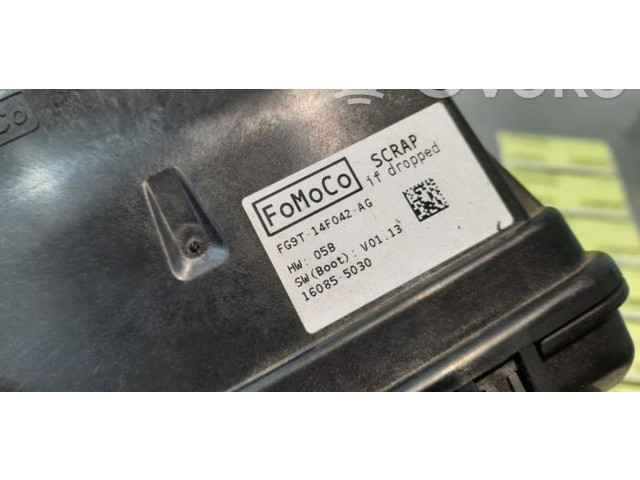 FoMoCo
SCRAP
if dropped
FG9T-14F042-AG
HW: 05B
SW(Boot): V01.13
16085 5030